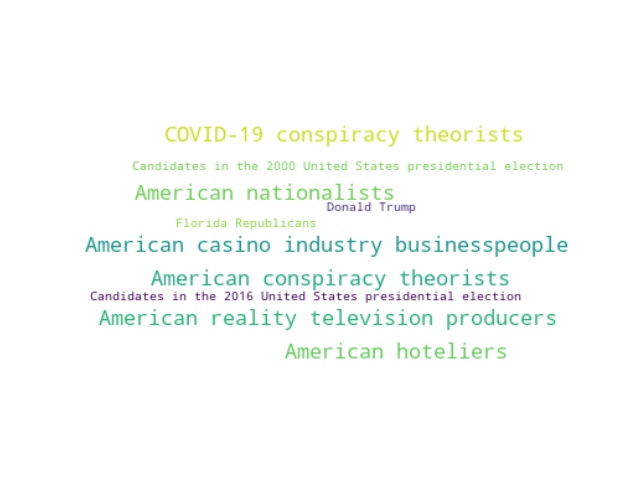 COVID-19 conspiracy theorists
Candidates in the 2000 United States presidential election
American nationalists
Donald Trump
Florida Republicans
American casino industry businesspeople
American conspiracy theorists
Candidates in the 2016 United States presidential election
American reality television producers
American hoteliers